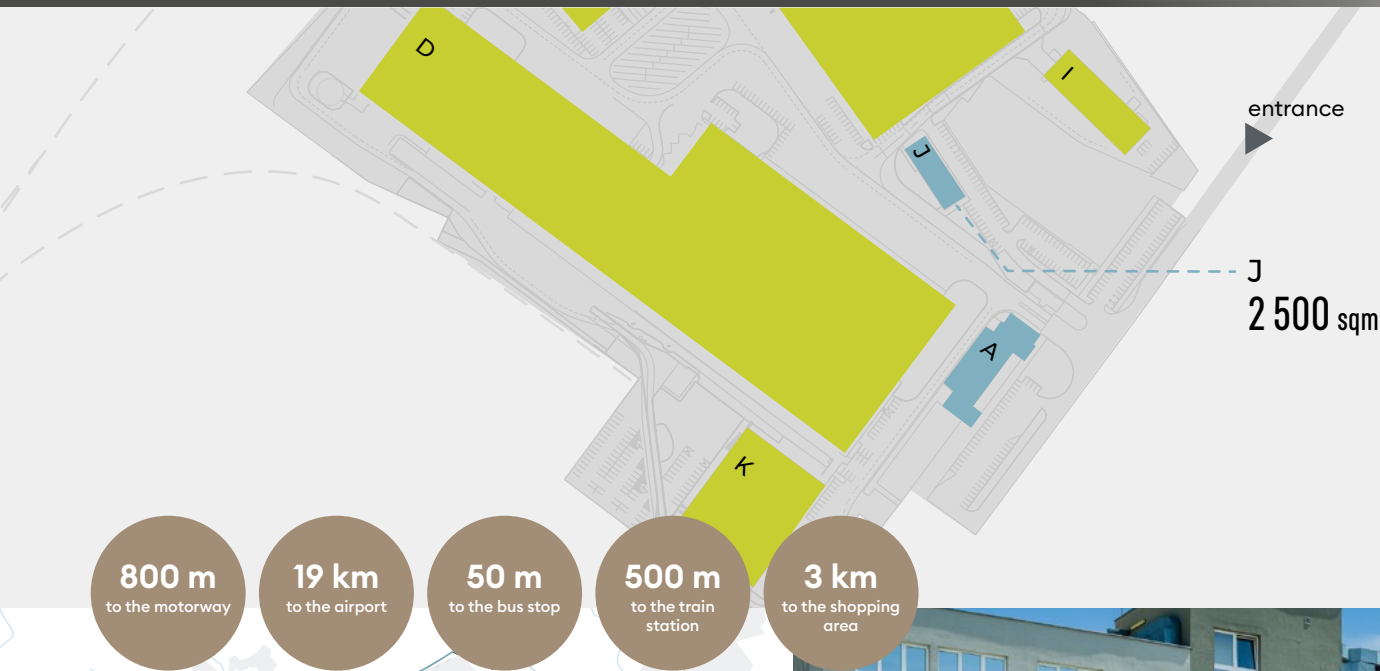 D
I
entrance
J
J
2 500 sqm
A
K
800 m
to the motorway
19 km
to the airport
50 m
to the bus stop
500 m
to the train
station
3 km
to the shopping
area